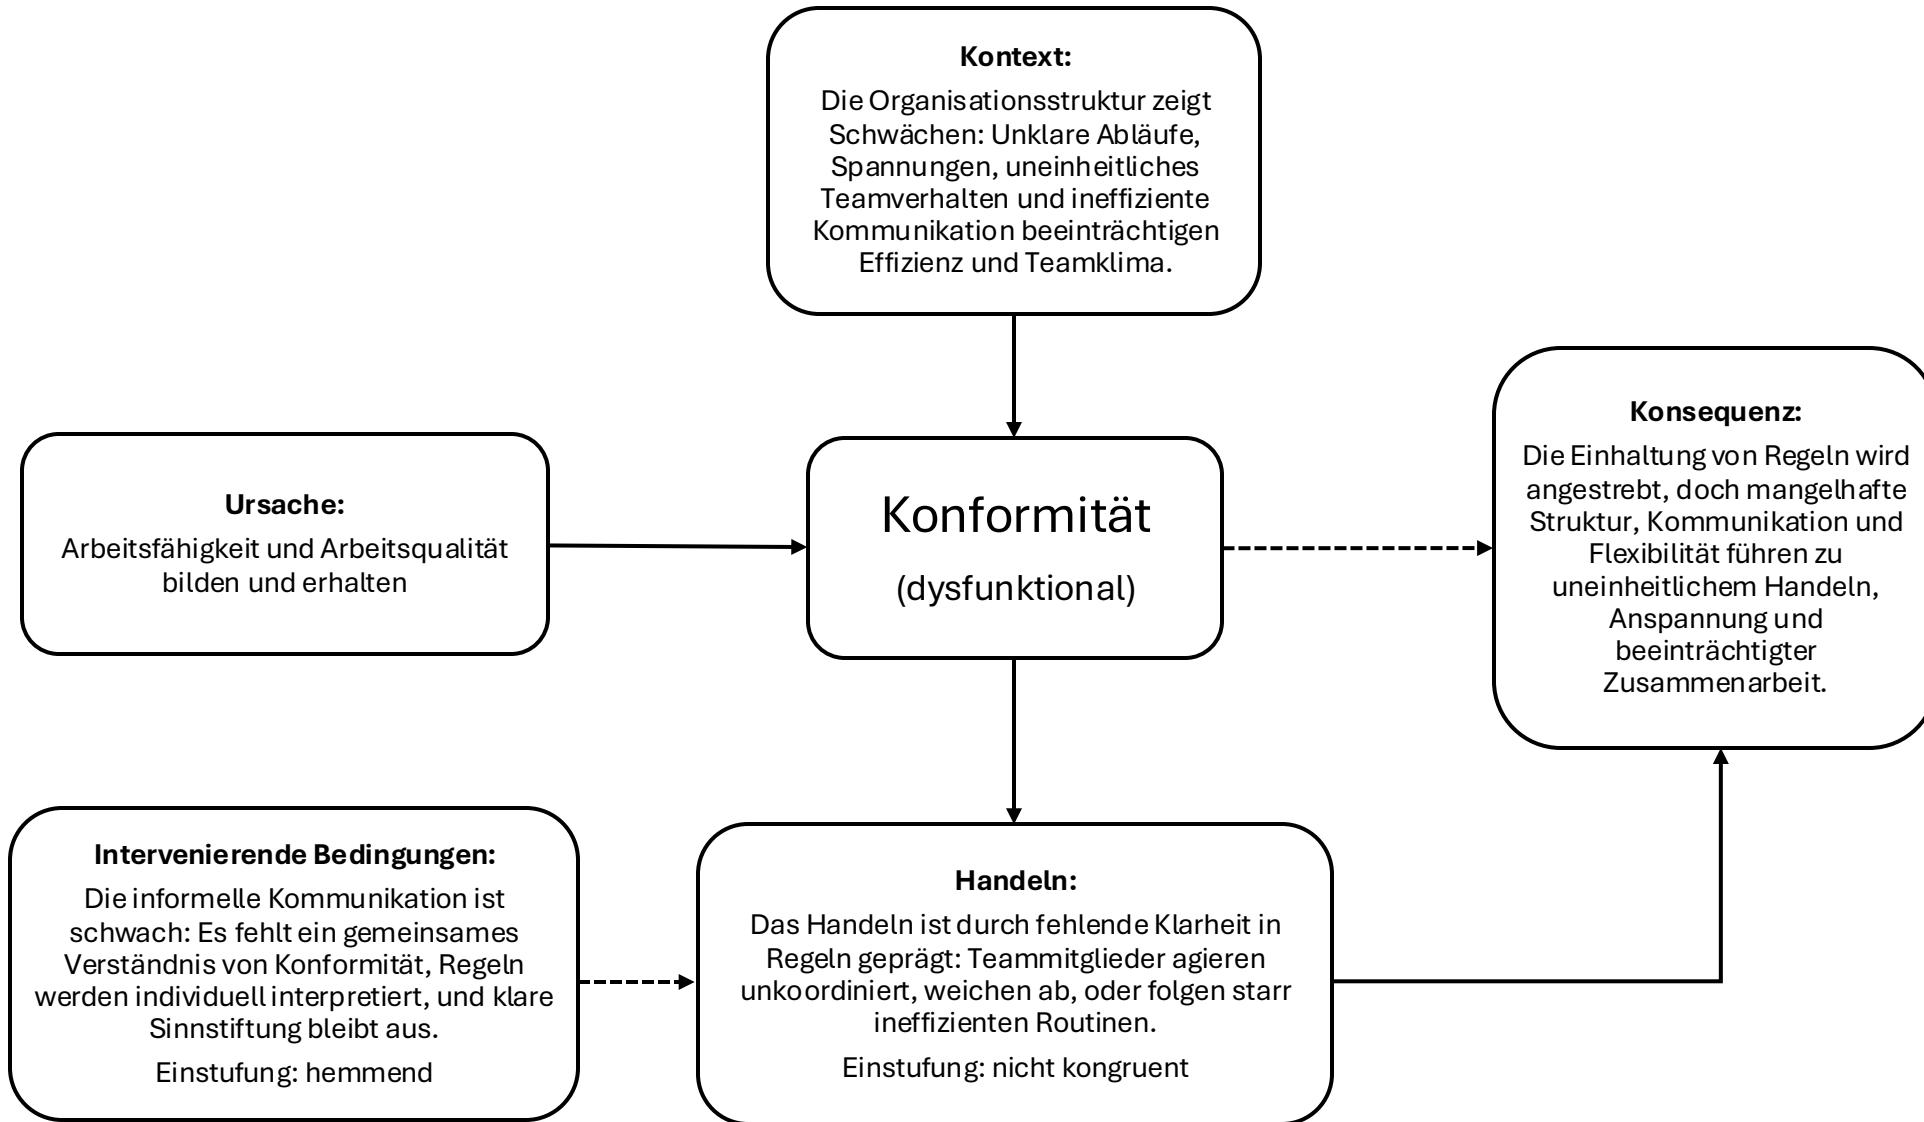 Kontext:
Die Organisationsstruktur zeigt
Schwächen: Unklare Abläufe,
Spannungen, uneinheitliches
Teamverhalten und ineffiziente
Kommunikation beeinträchtigen
Effizienz und Teamklima.
Ursache:
Arbeitsfähigkeit und Arbeitsqualität
bilden und erhalten
Konformität
(dysfunktional)
Konsequenz:
Die Einhaltung von Regeln wird
angestrebt, doch mangelhafte
Struktur, Kommunikation und
Flexibilität führen zu
uneinheitlichem Handeln,
Anspannung und
beeinträchtigter
Zusammenarbeit.
Intervenierende Bedingungen:
Die informelle Kommunikation ist
schwach: Es fehlt ein gemeinsames
Verständnis von Konformität, Regeln
werden individuell interpretiert, und klare
Sinnstiftung bleibt aus.
Einstufung: hemmend
Handeln:
Das Handeln ist durch fehlende Klarheit in
Regeln geprägt: Teammitglieder agieren
unkoordiniert, weichen ab, oder folgen starr
ineffizienten Routinen.
Einstufung: nicht kongruent